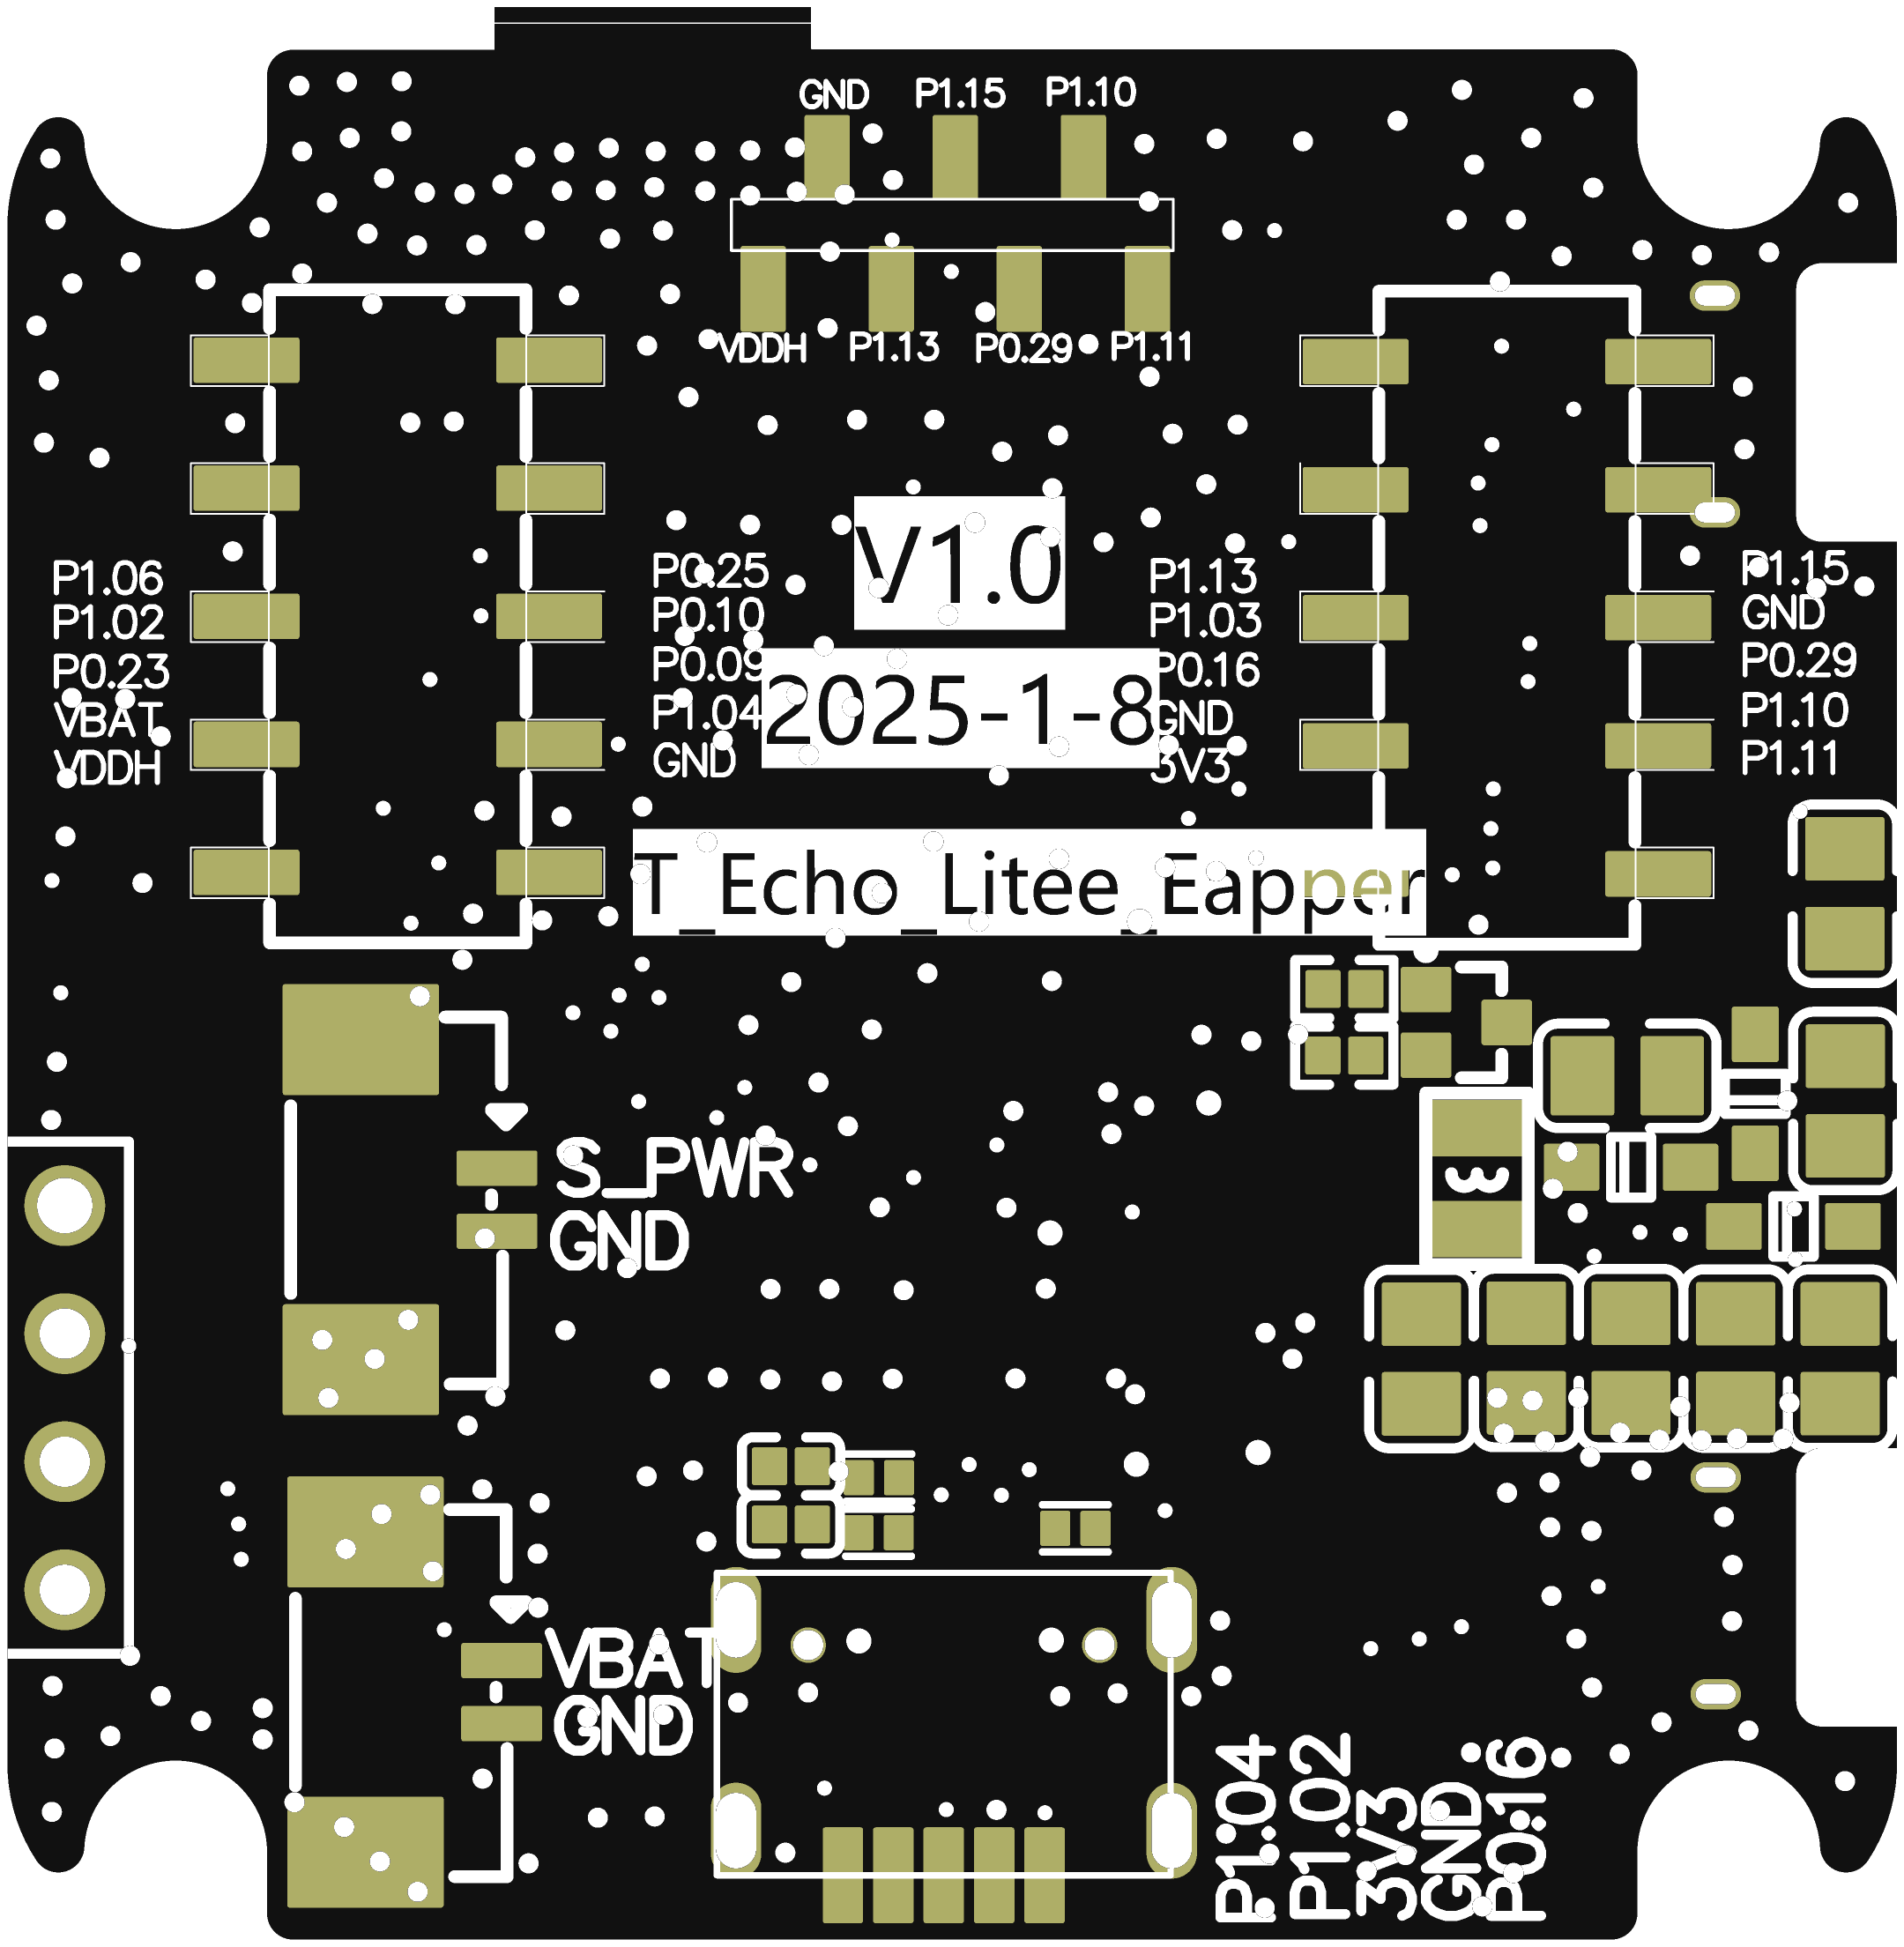 GND P1.15 P1.10
VDDH P1.13 P0.29 P1.11
V1.0
P1.06
P1.02
P0.23
VBAT
VDDH
P0.25
P0.10
P0.09
P1.04
GND
2025-1-8
P1.13
P1.03
P0.16
GND
3V3
P1.15
GND
P0.29
P1.10
P1.11
T_Echo_Litee_Eapper
S_PWR
GND
VBAT
GND
P1.04
P1.02
3V3
GND
P0.16